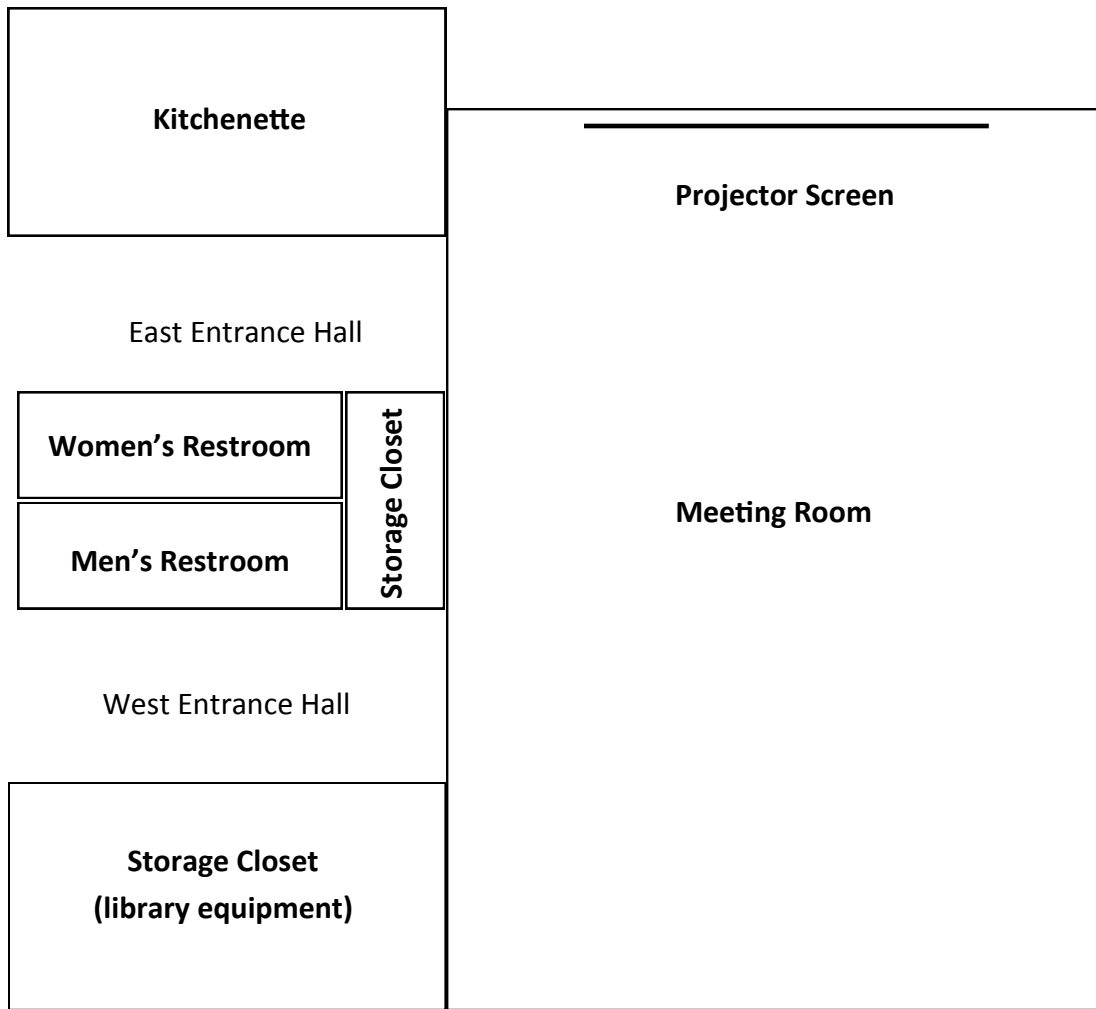 Kitchenette
Projector Screen
East Entrance Hall
Women’s Restroom
Storage Closet
Meeting Room
Men’s Restroom
West Entrance Hall
Storage Closet
(library equipment)